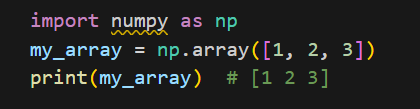 import numpy as np
my_array = np.array([1, 2, 3])
print(my_array)  # [1 2 3]